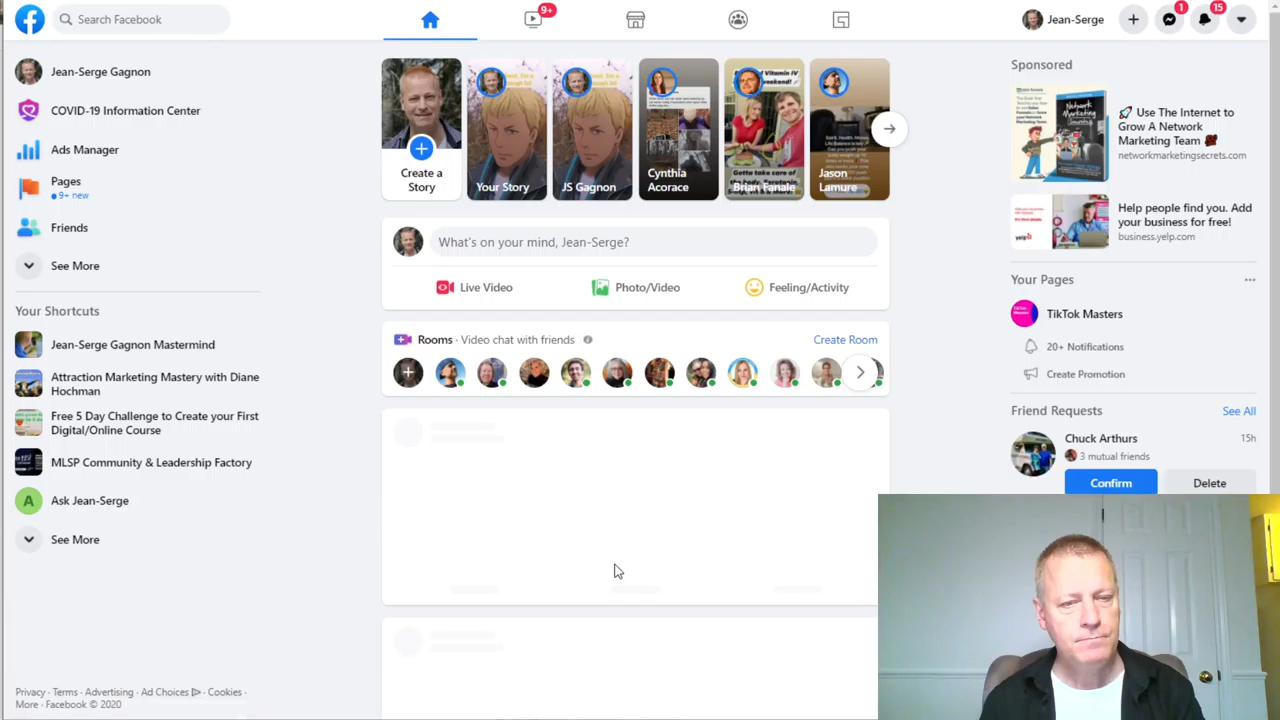 Search Facebook
9+
Jean-Serge
1
15
Jean-Serge Gagnon
COVID-19 Information Center
Ads Manager
Pages
9+ new
Friends
See More
Your Shortcuts
Jean-Serge Gagnon Mastermind
Attraction Marketing Mastery with Diane
Hochman
Free 5 Day Challenge to Create your First
Digital/Online Course
MLSP Community & Leadership Factory
A
Ask Jean-Serge
See More
Privacy · Terms · Advertising · Ad Choices · Cookies ·
More · Facebook © 2020
Create a
Story
Your Story
JS Gagnon
Cynthia
Acorace
Brian Fanale
Jason
Lamure
What's on your mind, Jean-Serge?
Live Video
Photo/Video
Feeling/Activity
Rooms · Video chat with friends
Create Room
Sponsored
Use The Internet to
Grow A Network
Marketing Team
networkmarketingsecrets.com
Help people find you. Add
your business for free!
business.yelp.com
Your Pages
TikTok Masters
20+ Notifications
Create Promotion
Friend Requests
See All
Chuck Arthurs
15h
3 mutual friends
Confirm
Delete